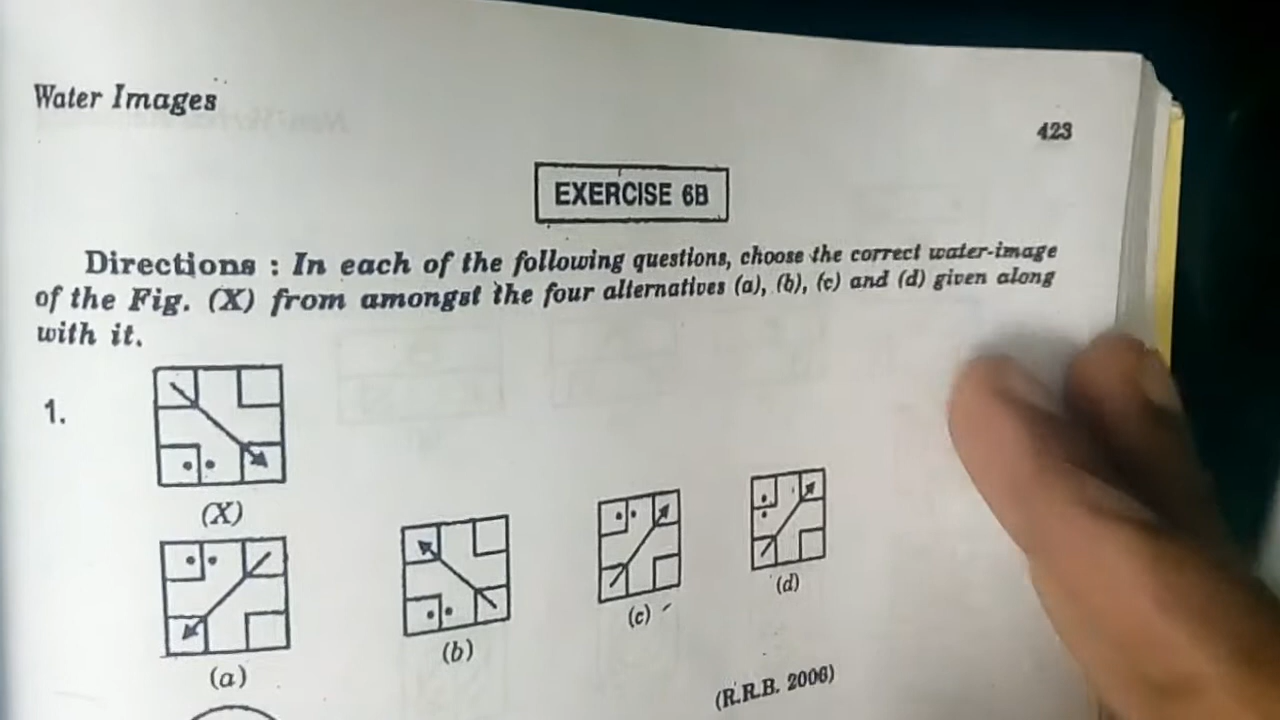 Water Images
423
EXERCISE 6B
Directions : In each of the following questions, choose the correct water-image
of the Fig. (X) from amongst the four alternatives (a), (b), (c) and (d) given along
with it.
1.
(X)
(a)
(b)
(c)
(d)
(R.R.B. 2006)